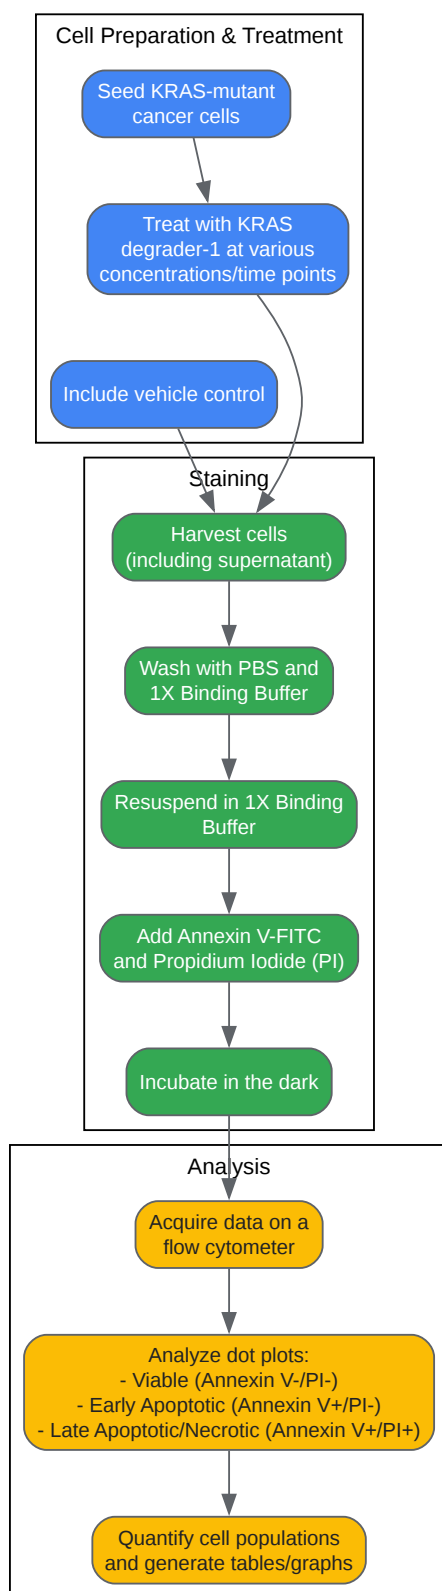 Cell Preparation & Treatment
Seed KRAS-mutant
cancer cells
Treat with KRAS
degrader-1 at various
concentrations/time points
Include vehicle control
Staining
Harvest cells
(including supernatant)
Wash with PBS and
1X Binding Buffer
Resuspend in 1X Binding
Buffer
Add Annexin V-FITC
and Propidium Iodide (PI)
Incubate in the dark
Analysis
Acquire data on a
flow cytometer
Analyze dot plots:
- Viable (Annexin V-/PI-)
- Early Apoptotic (Annexin V+/PI-)
- Late Apoptotic/Necrotic (Annexin V+/PI+)
Quantify cell populations
and generate tables/graphs